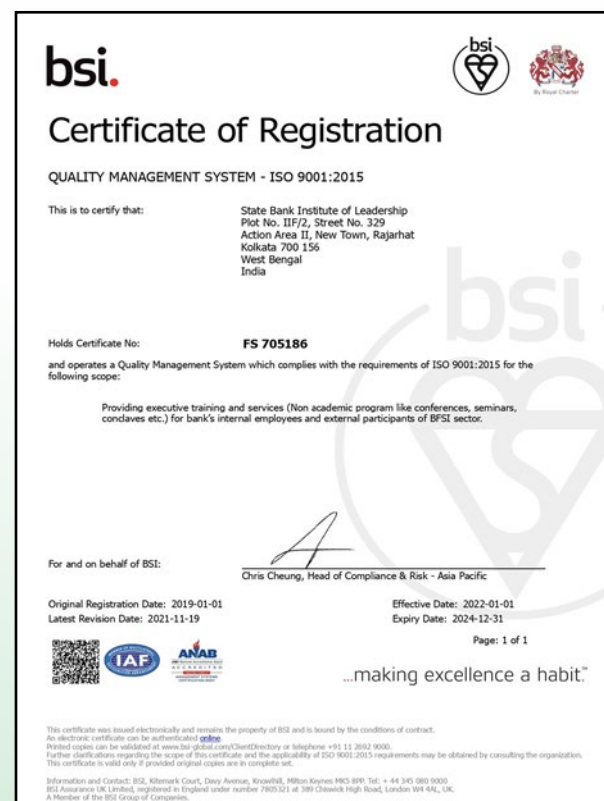 bsi.
bsi
By Royal Charter
Certificate of Registration
QUALITY MANAGEMENT SYSTEM - ISO 9001:2015
This is to certify that:
State Bank Institute of Leadership
Plot No. IIF/2, Street No. 329
Action Area II, New Town, Rajarhat
Kolkata 700 156
West Bengal
India
Holds Certificate No:
FS 705186
and operates a Quality Management System which complies with the requirements of ISO 9001:2015 for the
following scope:
Providing executive training and services (Non academic program like conferences, seminars,
conclaves etc.) for bank's internal employees and external participants of BFSI sector.
bsi
For and on behalf of BSI:
Chris Cheung, Head of Compliance & Risk - Asia Pacific
Original Registration Date: 2019-01-01
Effective Date: 2022-01-01
Latest Revision Date: 2021-11-19
Expiry Date: 2024-12-31
Page: 1 of 1
IAF
ANAB
ACCREDITED
...making excellence a habit.™
This certificate was issued electronically and remains the property of BSI and is bound by the conditions of contract.
An electronic certificate can be authenticated online.
Printed copies can be validated at www.bsi-global.com/ClientDirectory or telephone +91 11 2692 9000.
Further clarifications regarding the scope of this certificate and the applicability of ISO 9001:2015 requirements may be obtained by consulting the organization.
This certificate is valid only if provided original copies are in complete set.
Information and Contact: BSI, Kitemark Court, Davy Avenue, Knowlhill, Milton Keynes MK5 8PP. Tel: + 44 345 080 9000
BSI Assurance UK Limited, registered in England under number 7805321 at 389 Chiswick High Road, London W4 4AL, UK.
A Member of the BSI Group of Companies.